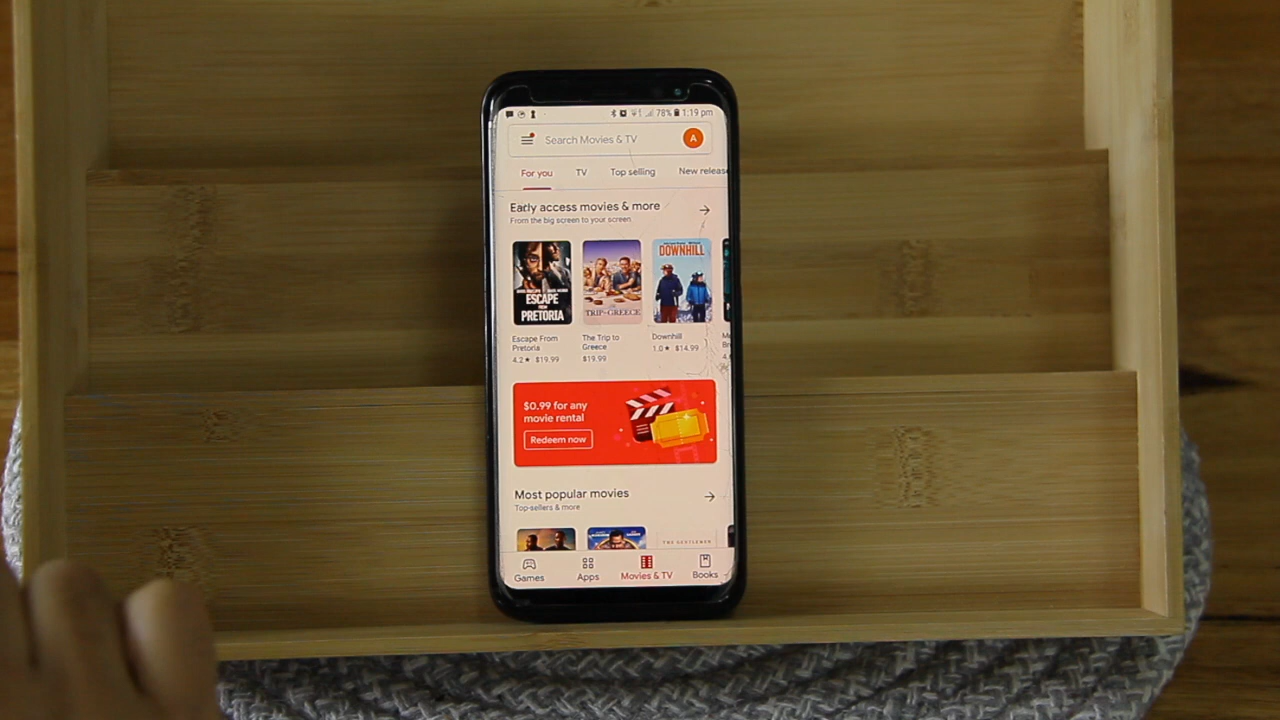 78% 1:19 pm
Search Movies & TV
A
For you TV Top selling New releas
Early access movies & more
From the big screen to your screen
ESCAPE
FROM
PRETORIA
TRIP to GREECE
DOWNHILL
Escape From
Pretoria
4.2★ $19.99
The Trip to
Greece
$19.99
Downhill
1.0★ $14.99
$0.99 for any
movie rental
Redeem now
Most popular movies
Top-sellers & more
THE GENTLEMEN
Games Apps Movies & TV Books